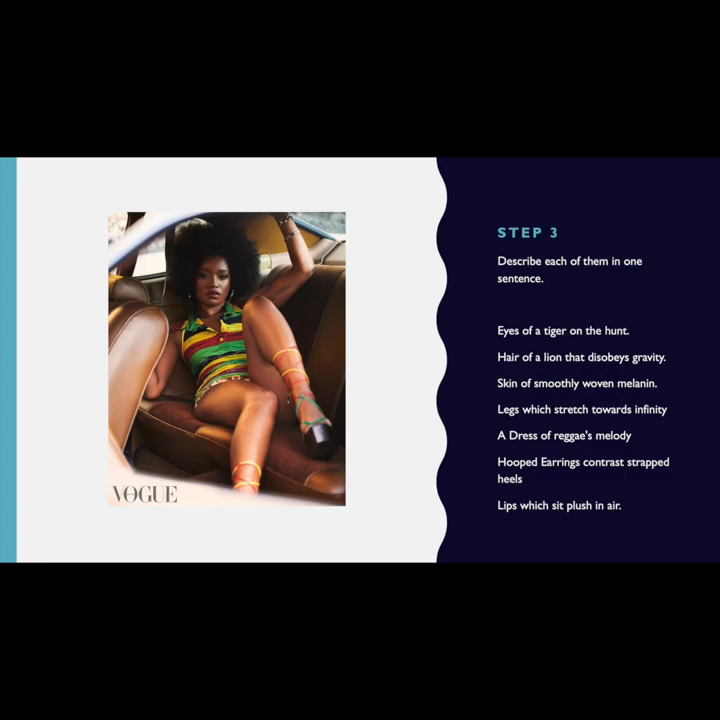 VOGUE
STEP 3
Describe each of them in one
sentence.
Eyes of a tiger on the hunt.
Hair of a lion that disobeys gravity.
Skin of smoothly woven melanin.
Legs which stretch towards infinity
A Dress of reggae's melody
Hooped Earrings contrast strapped
heels
Lips which sit plush in air.